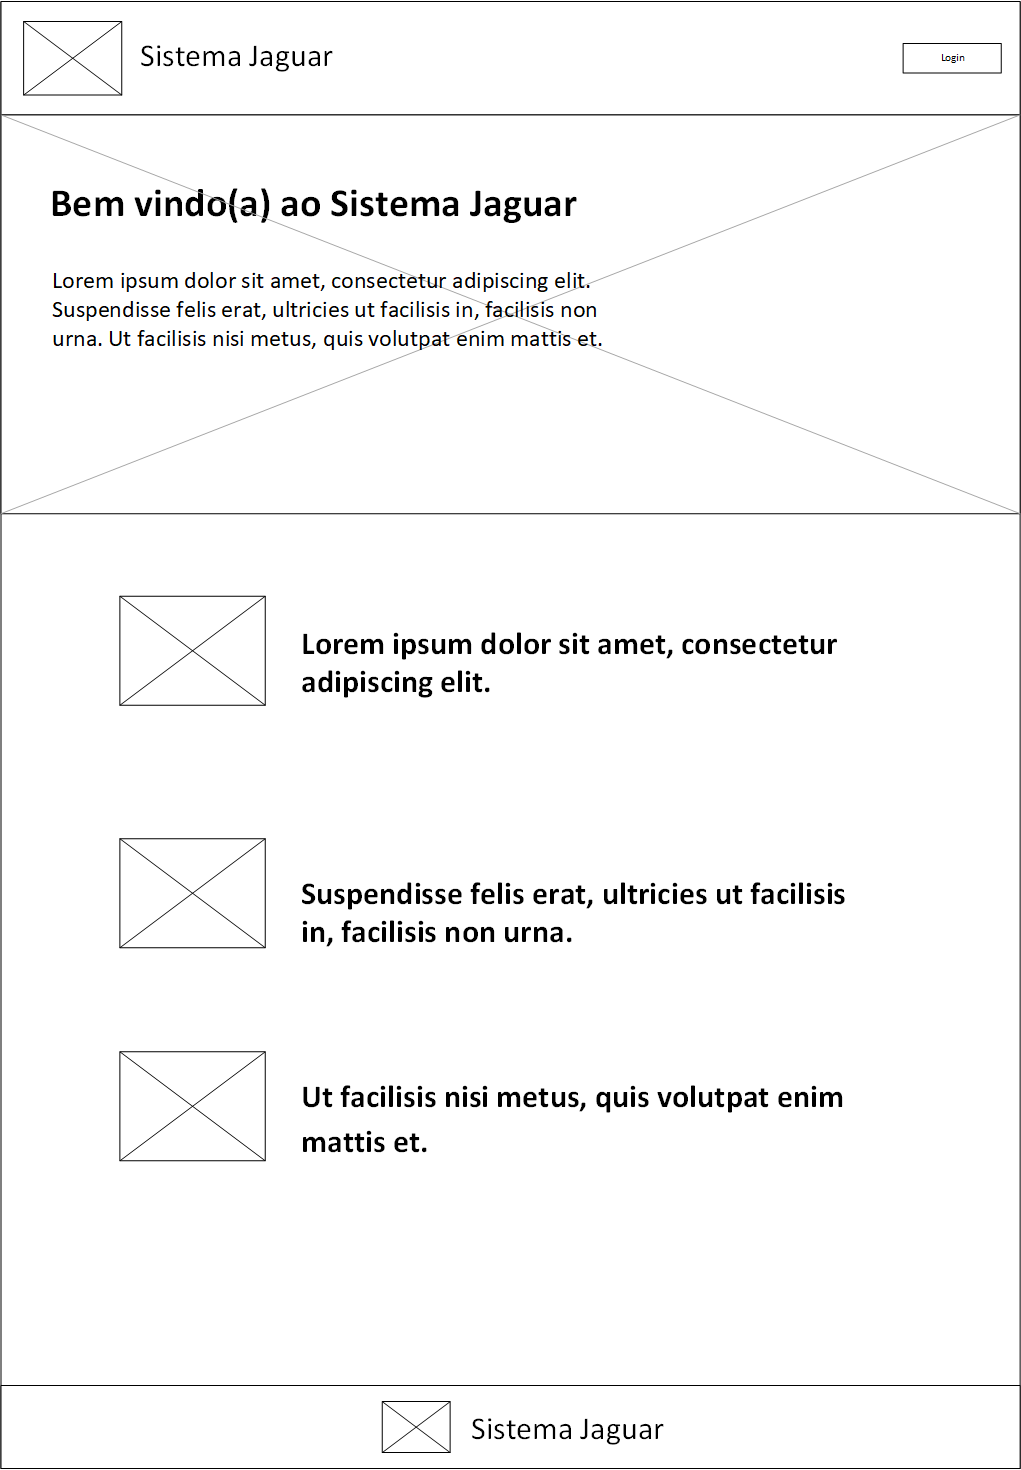 Sistema Jaguar
Login
Bem vindo(a) ao Sistema Jaguar
Lorem ipsum dolor sit amet, consectetur adipiscing elit.
Suspendisse felis erat, ultricies ut facilisis in, facilisis non
urna. Ut facilisis nisi metus, quis volutpat enim mattis et.
Lorem ipsum dolor sit amet, consectetur
adipiscing elit.
Suspendisse felis erat, ultricies ut facilisis
in, facilisis non urna.
Ut facilisis nisi metus, quis volutpat enim
mattis et.
Sistema Jaguar